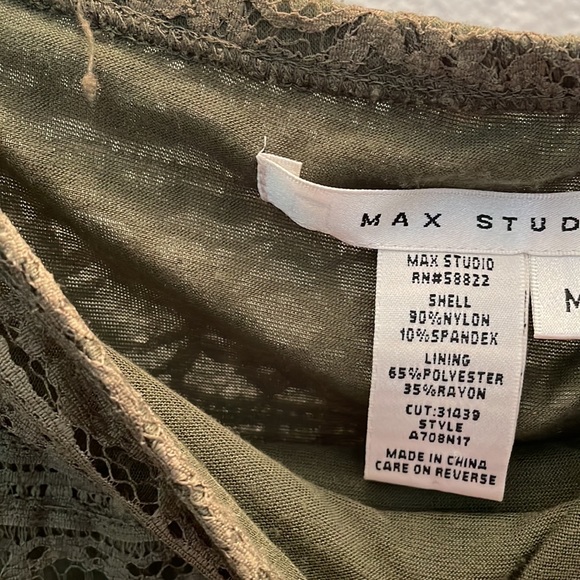 MAX STUD
M
MAX STUDIO
RN#58822
SHELL
90%NYLON
10%SPANDEX
LINING
65%POLYESTER
35%RAYON
CUT:31439
STYLE
A708N17
MADE IN CHINA
CARE ON REVERSE